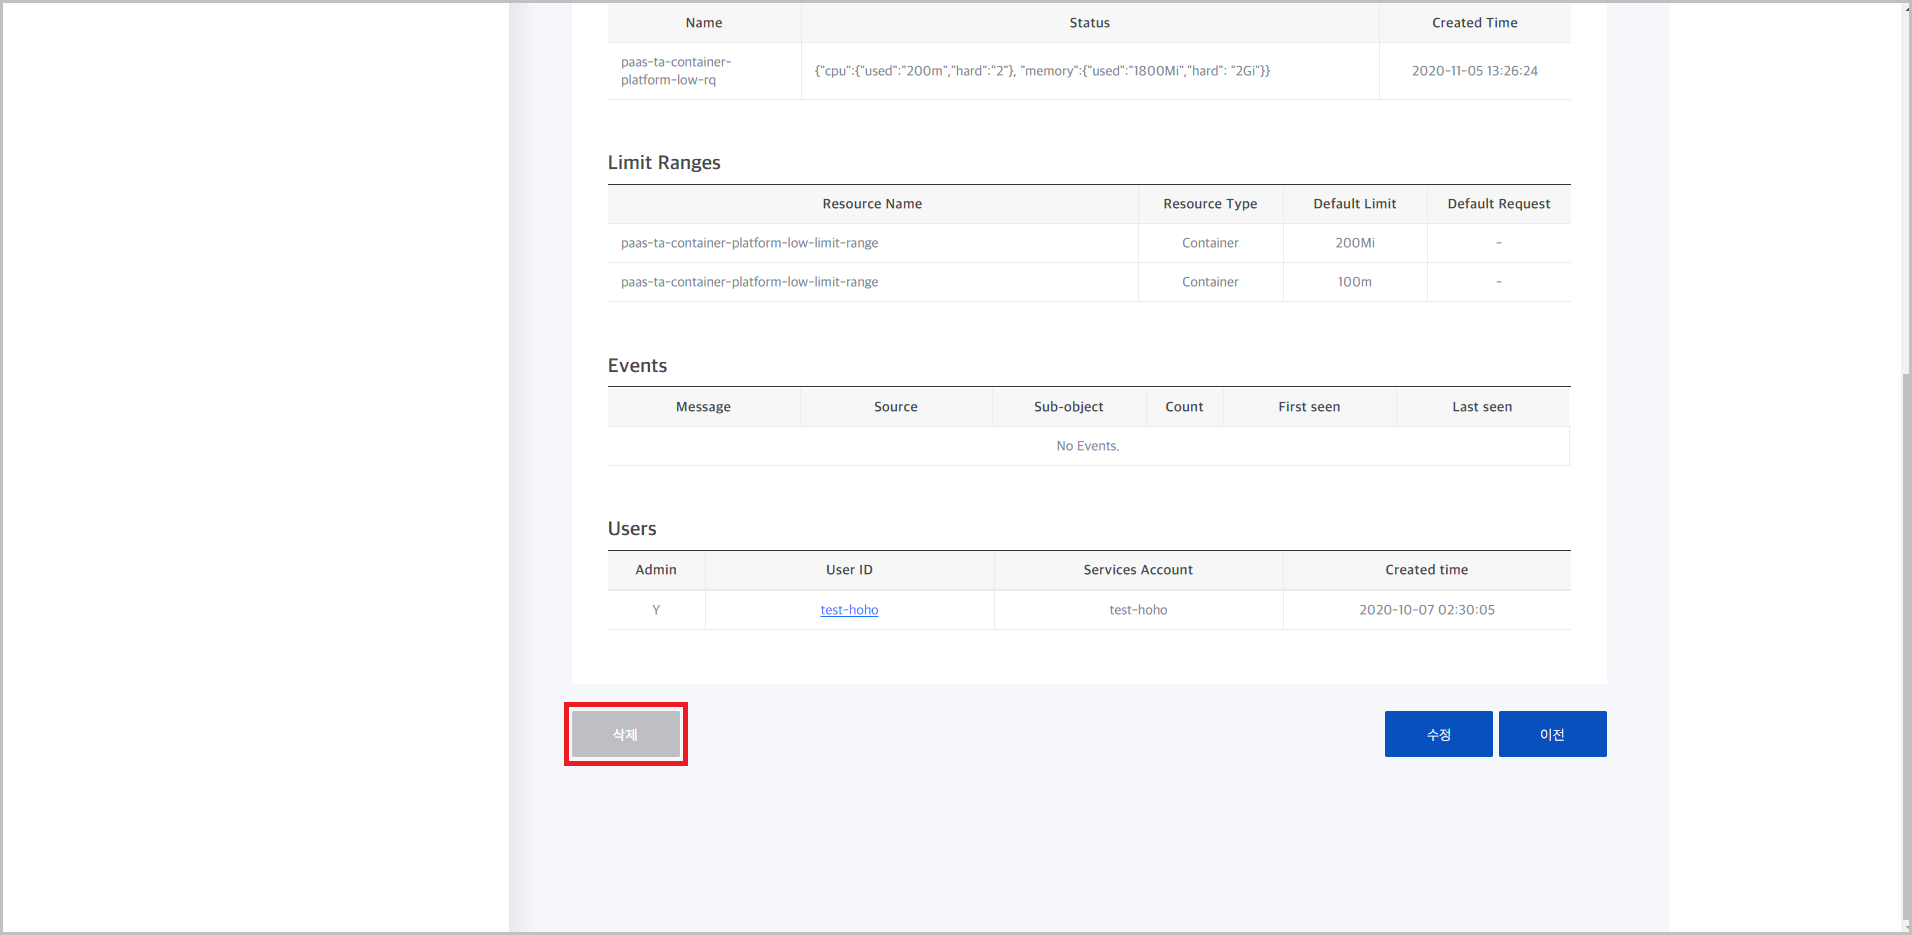 Name Status Created Time
paas-ta-container-
platform-low-rq
{"cpu":{"used":"200m","hard":"2"}, "memory":{"used":"1800Mi","hard": "2Gi"}} 2020-11-05 13:26:24
Limit Ranges
Resource Name Resource Type Default Limit Default Request
paas-ta-container-platform-low-limit-range Container 200Mi -
paas-ta-container-platform-low-limit-range Container 100m -
Events
Message Source Sub-object Count First seen Last seen
No Events.
Users
Admin User ID Services Account Created time
Y test-hoho test-hoho 2020-10-07 02:30:05
삭제 수정 이전